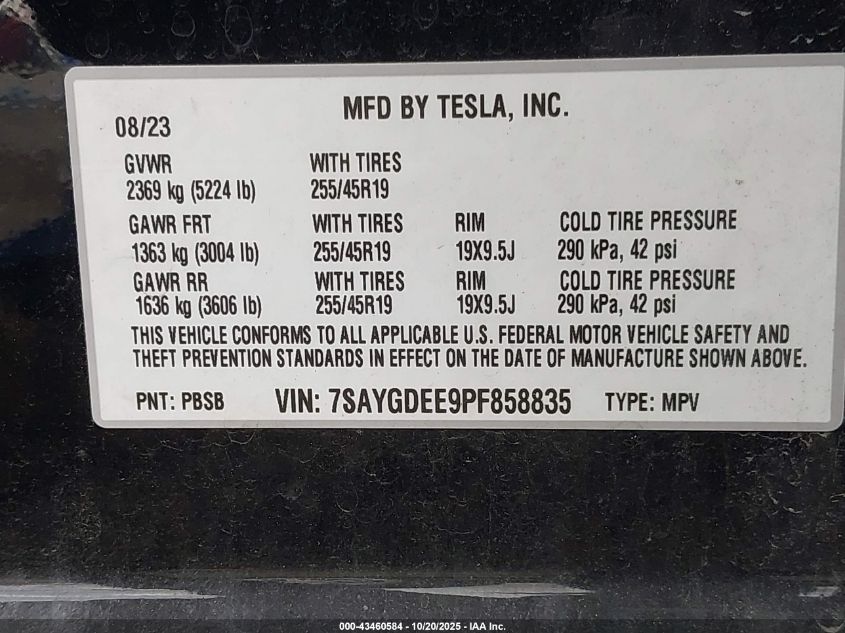 MFD BY TESLA, INC.
08/23
GVWR WITH TIRES
2369 kg (5224 lb) 255/45R19
GAWR FRT WITH TIRES RIM COLD TIRE PRESSURE
1363 kg (3004 lb) 255/45R19 19X9.5J 290 kPa, 42 psi
GAWR RR WITH TIRES RIM COLD TIRE PRESSURE
1636 kg (3606 lb) 255/45R19 19X9.5J 290 kPa, 42 psi
THIS VEHICLE CONFORMS TO ALL APPLICABLE U.S. FEDERAL MOTOR VEHICLE SAFETY AND
THEFT PREVENTION STANDARDS IN EFFECT ON THE DATE OF MANUFACTURE SHOWN ABOVE.
PNT: PBSB VIN: 7SAYGDEE9PF858835 TYPE: MPV
000-43460584 - 10/20/2025 - IAA Inc.